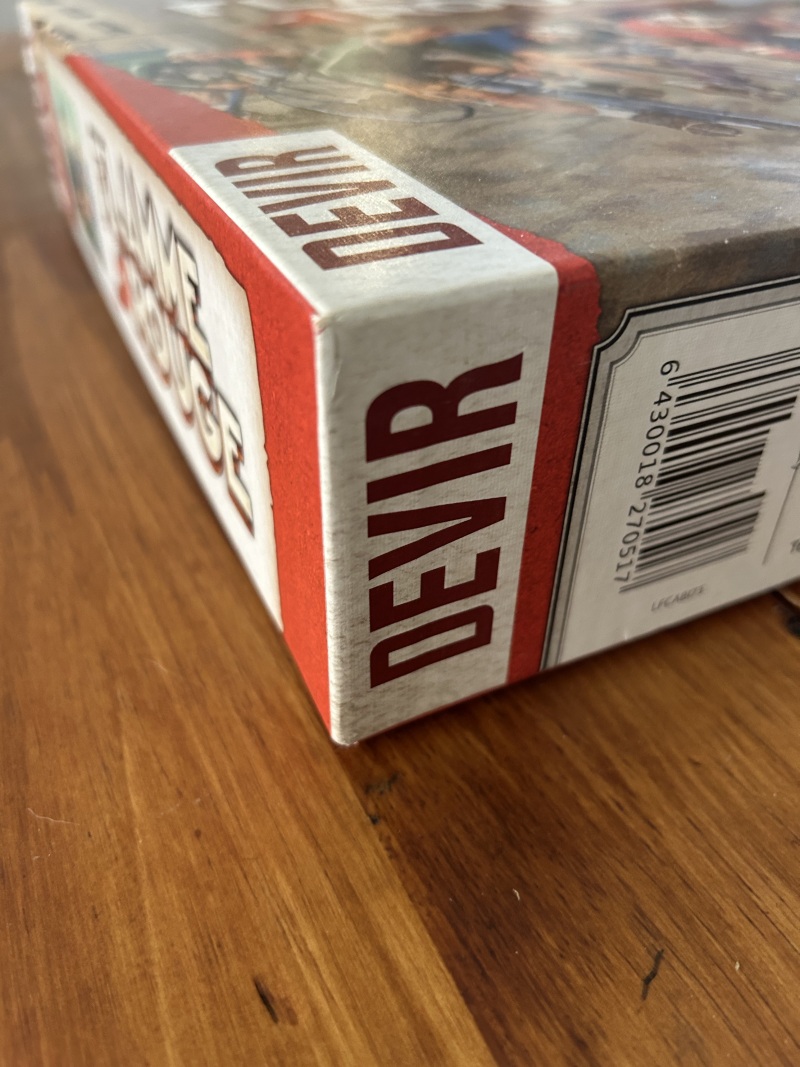 FLAMME
ROUGE
DEVIR
DEVIR
6 430018 270517